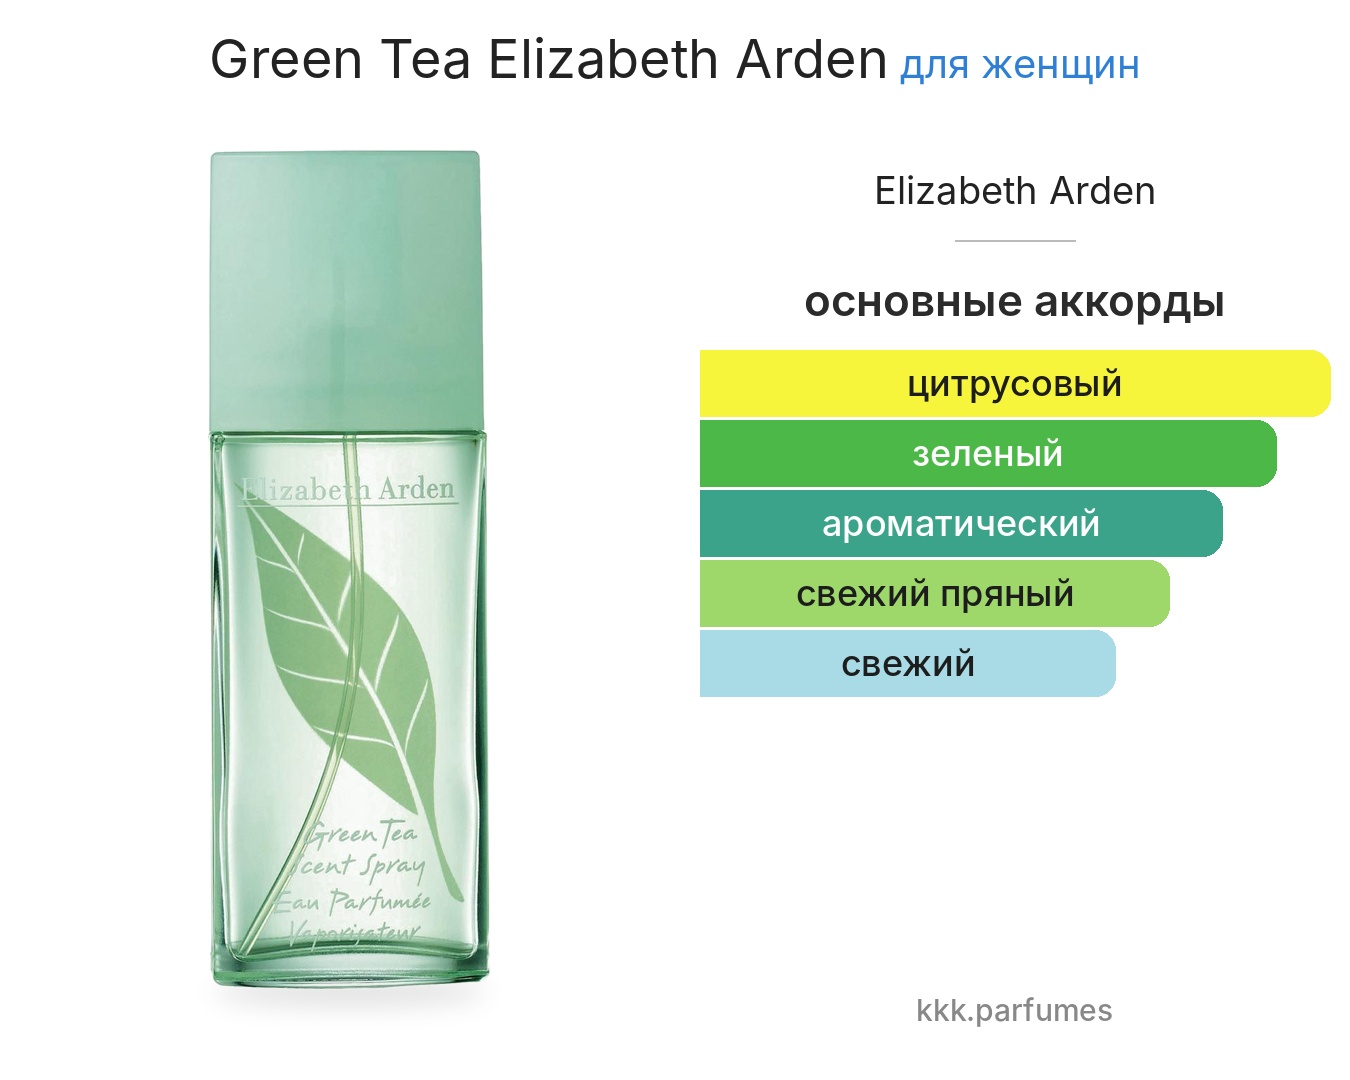 Green Tea Elizabeth Arden для женщин
Elizabeth Arden
основные аккорды
цитрусовый
зеленый
ароматический
свежий пряный
свежий
Elizabeth Arden
Green Tea
Scent Spray
Eau Parfumée
Vaporisateur
kkk.parfumes